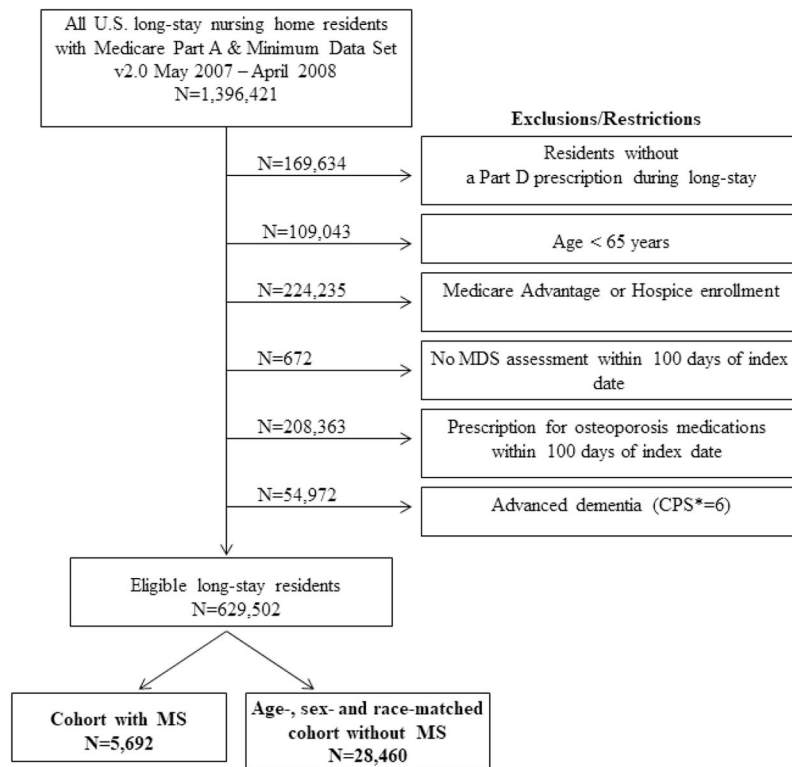 All U.S. long-stay nursing home residents
with Medicare Part A & Minimum Data Set
v2.0 May 2007 – April 2008
N=1,396,421
Exclusions/Restrictions
N=169,634
Residents without
a Part D prescription during long-stay
N=109,043
Age < 65 years
N=224,235
Medicare Advantage or Hospice enrollment
N=672
No MDS assessment within 100 days of index
date
N=208,363
Prescription for osteoporosis medications
within 100 days of index date
N=54,972
Advanced dementia (CPS*=6)
Eligible long-stay residents
N=629,502
Cohort with MS
N=5,692
Age-, sex- and race-matched
cohort without MS
N=28,460